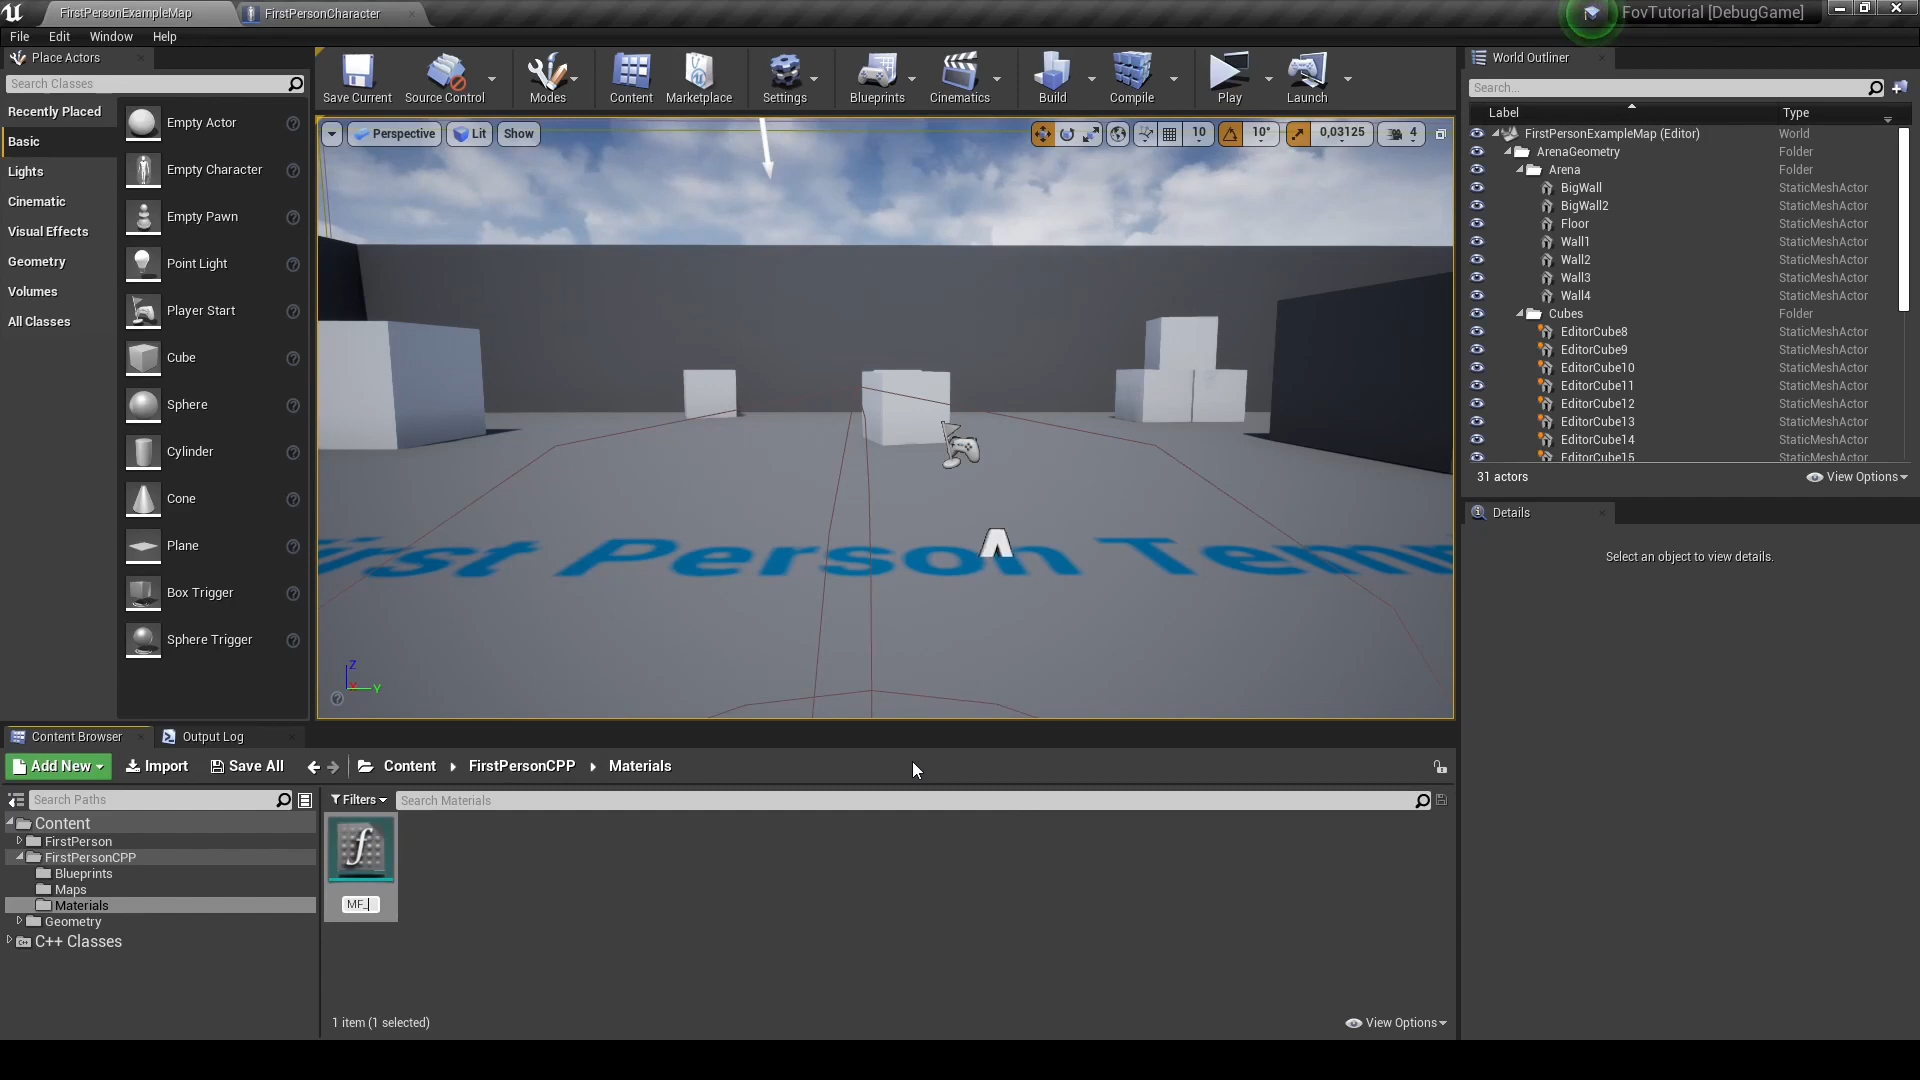 FirstPersonExampleMap
FirstPersonCharacter
FovTutorial [DebugGame]
File Edit Window Help
Place Actors
Search Classes
Recently Placed
Basic
Lights
Cinematic
Visual Effects
Geometry
Volumes
All Classes
Empty Actor
Empty Character
Empty Pawn
Point Light
Player Start
Cube
Sphere
Cylinder
Cone
Plane
Box Trigger
Sphere Trigger
Save Current
Source Control
Modes
Content
Marketplace
Settings
Blueprints
Cinematics
Build
Compile
Play
Launch
Perspective
Lit
Show
10
10°
0,03125
4
First Person Temp
Z
Y
World Outliner
Search...
Label Type
FirstPersonExampleMap (Editor) World
ArenaGeometry Folder
Arena Folder
BigWall StaticMeshActor
BigWall2 StaticMeshActor
Floor StaticMeshActor
Wall1 StaticMeshActor
Wall2 StaticMeshActor
Wall3 StaticMeshActor
Wall4 StaticMeshActor
Cubes Folder
EditorCube8 StaticMeshActor
EditorCube9 StaticMeshActor
EditorCube10 StaticMeshActor
EditorCube11 StaticMeshActor
EditorCube12 StaticMeshActor
EditorCube13 StaticMeshActor
EditorCube14 StaticMeshActor
EditorCube15 StaticMeshActor
31 actors
View Options
Details
Select an object to view details.
Content Browser
Output Log
Add New
Import
Save All
Content
FirstPersonCPP
Materials
Search Paths
Filters
Search Materials
Content
FirstPerson
FirstPersonCPP
Blueprints
Maps
Materials
Geometry
C++ Classes
MF_
1 item (1 selected)
View Options